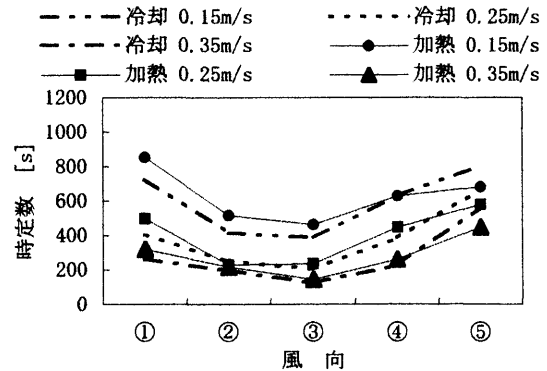 冷却 0.15m/s 冷却 0.25m/s
冷却 0.35m/s 加熱 0.15m/s
加熱 0.25m/s 加熱 0.35m/s
時定数 [s]
1200
1000
800
600
400
200
0
① ② ③ ④ ⑤
風 向